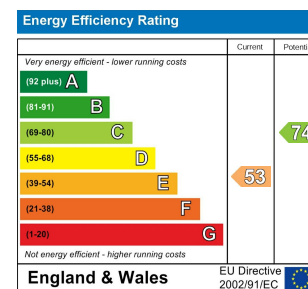 Energy Efficiency Rating
Current Potenti
Very energy efficient - lower running costs
(92 plus) A
(81-91) B
(69-80) C 74
(55-68) D
(39-54) E 53
(21-38) F
(1-20) G
Not energy efficient - higher running costs
England & Wales
EU Directive
2002/91/EC